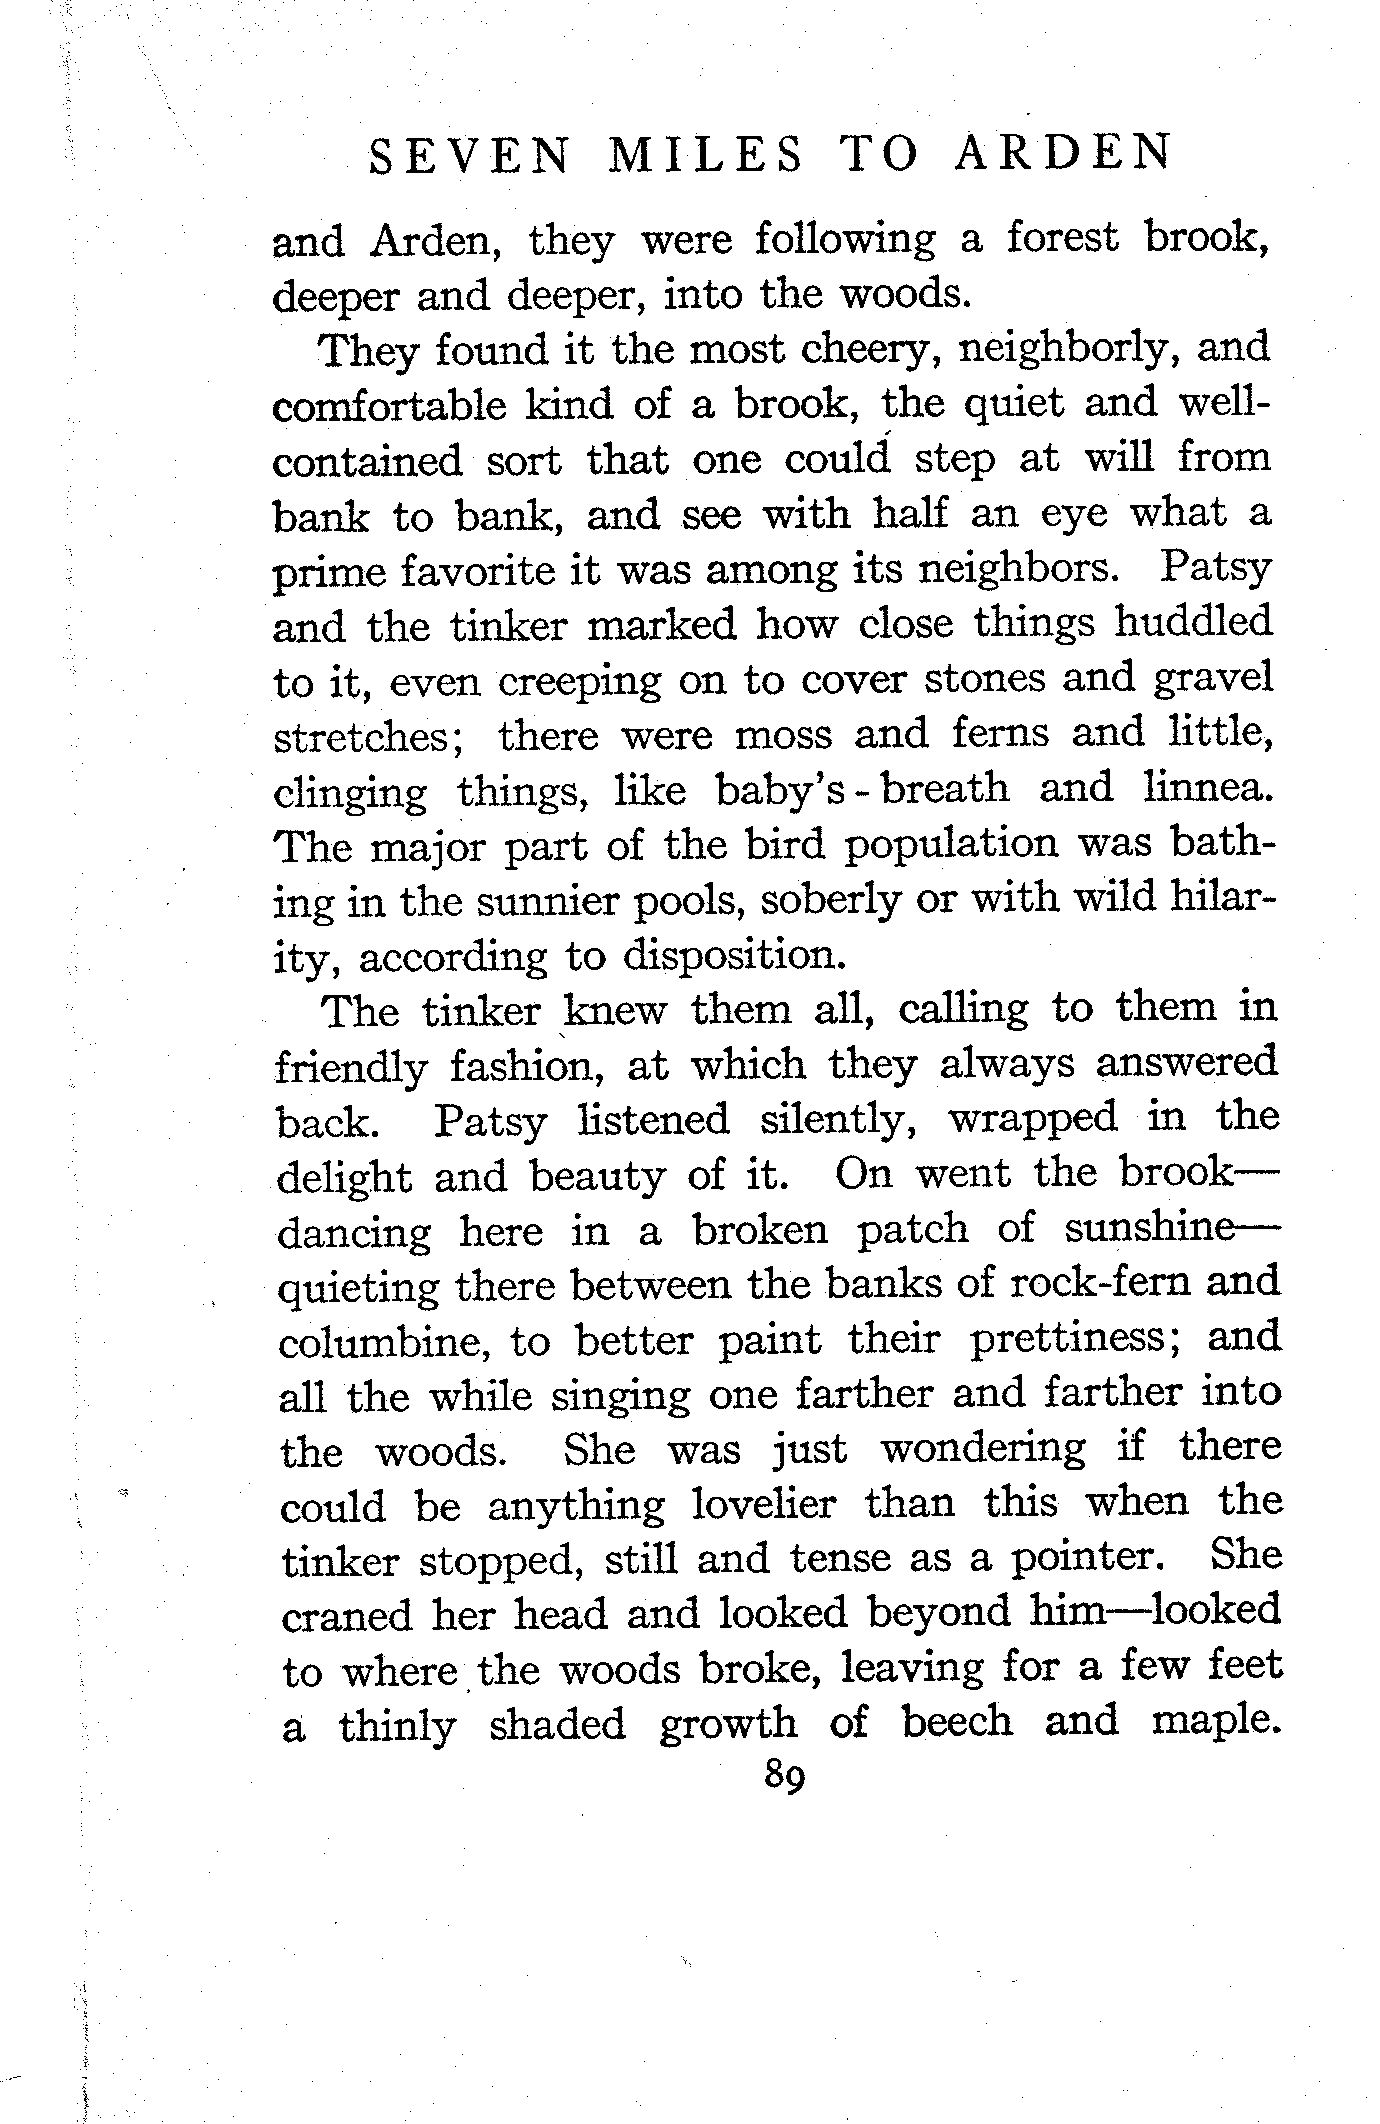 SEVEN MILES TO ARDEN
and Arden, they were following a forest brook,
deeper and deeper, into the woods.
They found it the most cheery, neighborly, and
comfortable kind of a brook, the quiet and well-
contained sort that one could step at will from
bank to bank, and see with half an eye what a
prime favorite it was among its neighbors. Patsy
and the tinker marked how close things huddled
to it, even creeping on to cover stones and gravel
stretches; there were moss and ferns and little,
clinging things, like baby's-breath and linnea.
The major part of the bird population was bath-
ing in the sunnier pools, soberly or with wild hilar-
ity, according to disposition.
The tinker knew them all, calling to them in
friendly fashion, at which they always answered
back. Patsy listened silently, wrapped in the
delight and beauty of it. On went the brook—
dancing here in a broken patch of sunshine—
quieting there between the banks of rock-fern and
columbine, to better paint their prettiness; and
all the while singing one farther and farther into
the woods. She was just wondering if there
could be anything lovelier than this when the
tinker stopped, still and tense as a pointer. She
craned her head and looked beyond him—looked
to where the woods broke, leaving for a few feet
a thinly shaded growth of beech and maple.
89